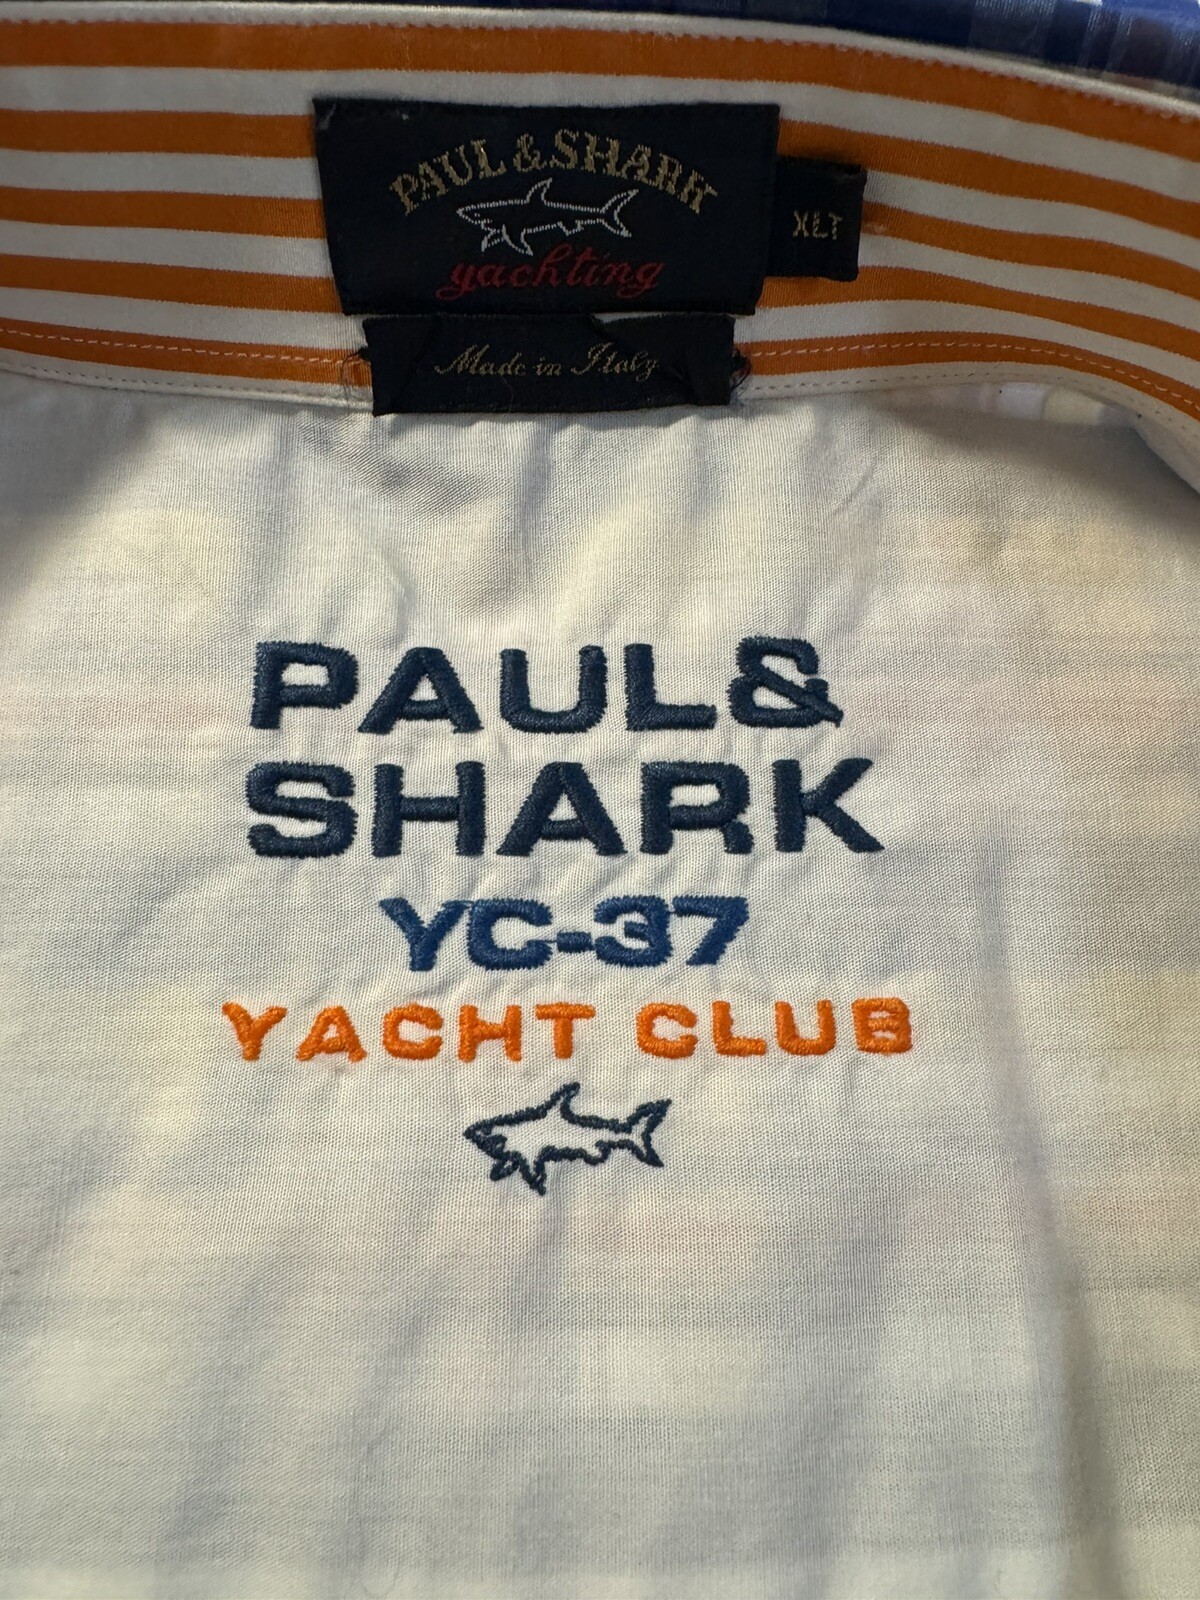 PAUL & SHARK
yachting
XLT
Made in Italy
PAUL&
SHARK
YC-37
YACHT CLUB